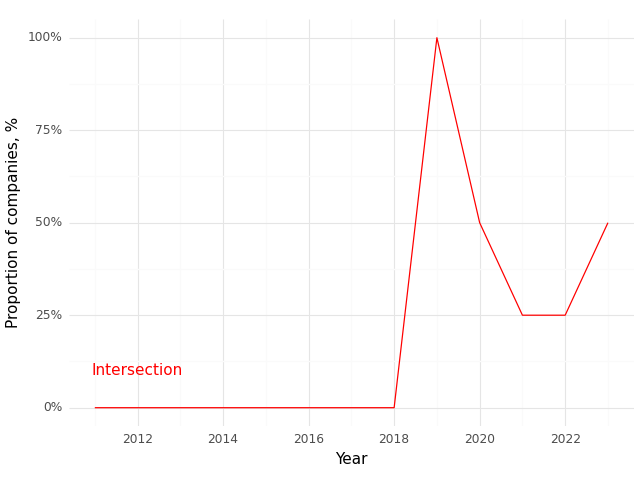 100%
75%
50%
25%
0%
Proportion of companies, %
Intersection
2012 2014 2016 2018 2020 2022
Year